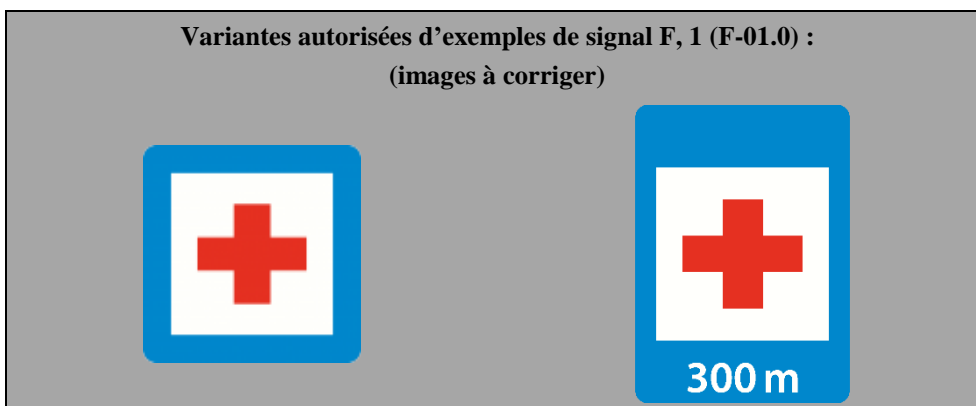 Variantes autorisées d’exemples de signal F, 1 (F-01.0) :
(images à corriger)
300 m